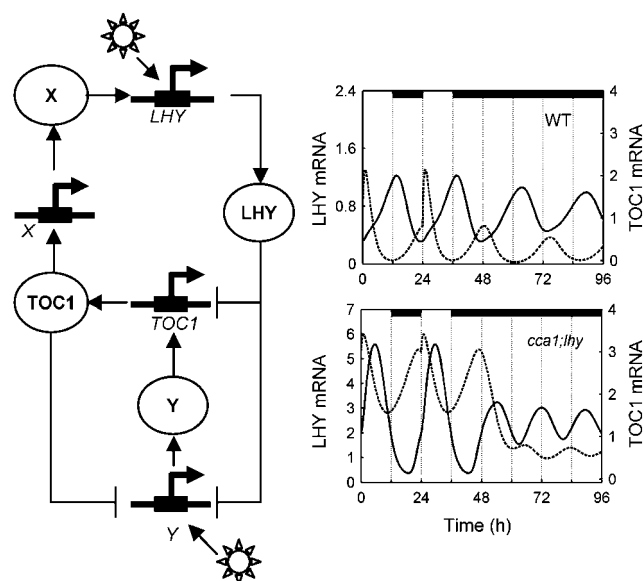 X
LHY
X
LHY
TOC1
TOC1
Y
Y
2.4
1.6
0.8
0
LHY mRNA
WT
4
3
2
1
0
TOC1 mRNA
0 24 48 72 96
7
6
5
4
3
2
1
0
LHY mRNA
cca1;lhy
4
3
2
1
0
TOC1 mRNA
0 24 48 72 96
Time (h)